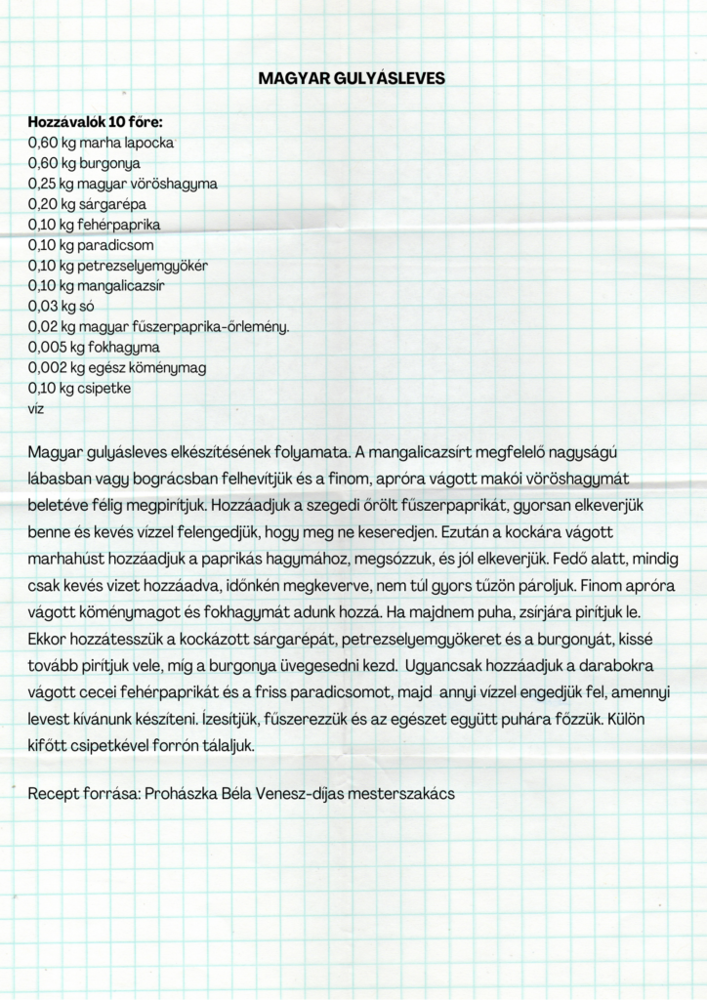 MAGYAR GULYÁSLEVES
Hozzávalók 10 főre:
0,60 kg marha lapocka
0,60 kg burgonya
0,25 kg magyar vöröshagyma
0,20 kg sárgarépa
0,10 kg fehérpaprika
0,10 kg paradicsom
0,10 kg petrezselyemgyökér
0,10 kg mangalicazsír
0,03 kg só
0,02 kg magyar fűszerpaprika-őrlemény.
0,005 kg fokhagyma
0,002 kg egész köménymag
0,10 kg csipetke
víz
Magyar gulyásleves elkészítésének folyamata. A mangalicazsírt megfelelő nagyságú
lábasban vagy bográcsban felhevítjük és a finom, apróra vágott makói vöröshagymát
beletéve félig megpirítjuk. Hozzáadjuk a szegedi őrölt fűszerpaprikát, gyorsan elkeverjük
benne és kevés vízzel felengedjük, hogy meg ne keseredjen. Ezután a kockára vágott
marhahúst hozzáadjuk a paprikás hagymához, megsózzuk, és jól elkeverjük. Fedő alatt, mindig
csak kevés vizet hozzáadva, időnkén megkeverve, nem túl gyors tűzön pároljuk. Finom apróra
vágott köménymagot és fokhagymát adunk hozzá. Ha majdnem puha, zsírjára pirítjuk le.
Ekkor hozzátesszük a kockázott sárgarépát, petrezselyemgyökeret és a burgonyát, kissé
tovább pirítjuk vele, míg a burgonya üvegesedni kezd. Ugyancsak hozzáadjuk a darabokra
vágott cecei fehérpaprikát és a friss paradicsomot, majd annyi vízzel engedjük fel, amennyi
levest kívánunk készíteni. Ízesítjük, fűszerezzük és az egészet együtt puhára főzzük. Külön
kifőtt csipetkével forrón tálaljuk.
Recept forrása: Prohászka Béla Venesz-díjas mesterszakács